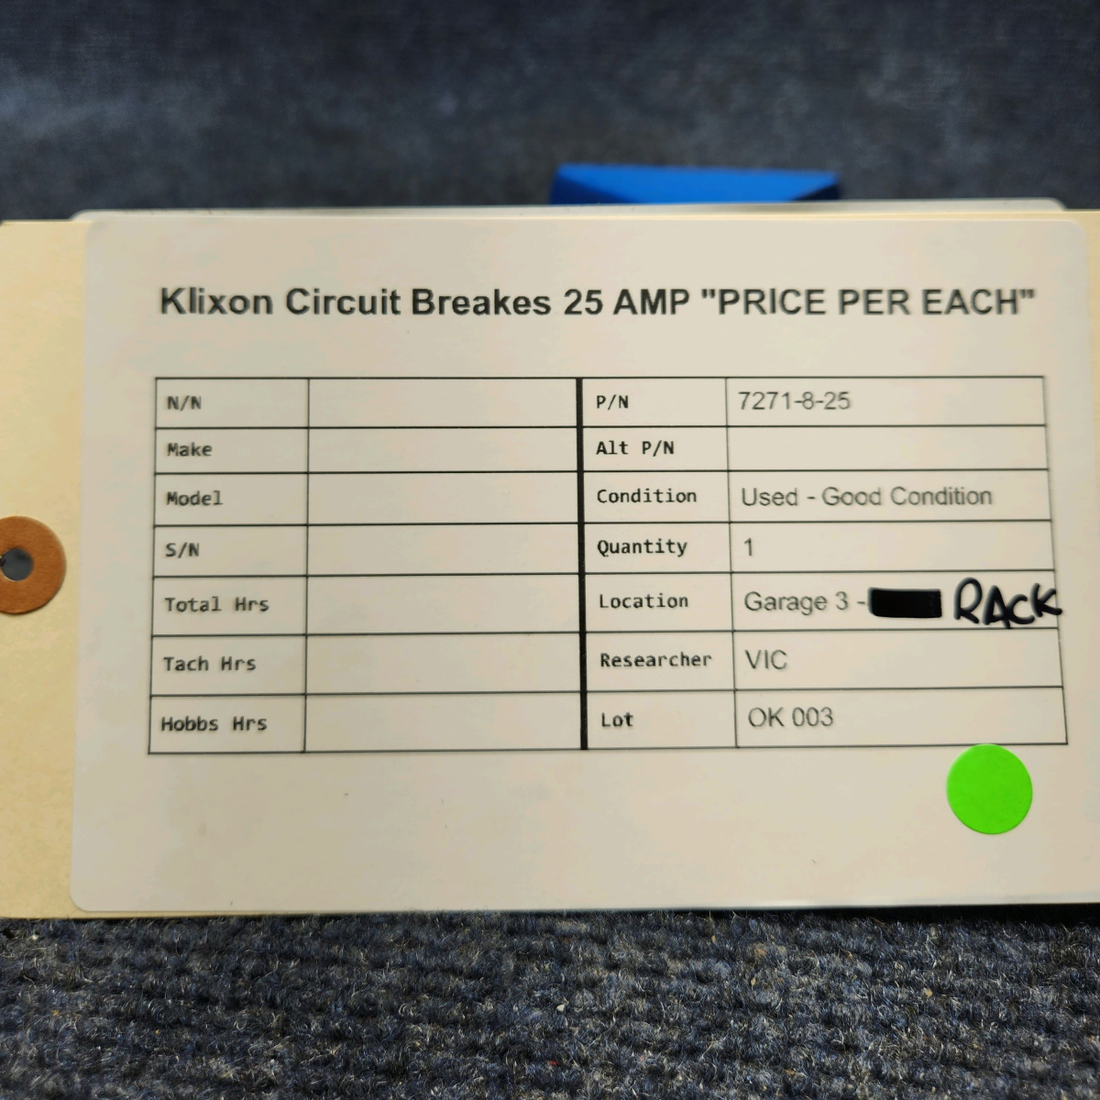 Klixon Circuit Breakes 25 AMP "PRICE PER EACH"
N/N P/N 7271-8-25
Make Alt P/N
Model Condition Used - Good Condition
S/N Quantity 1
Total Hrs Location Garage 3 - RACK
Tach Hrs Researcher VIC
Hobbs Hrs Lot OK 003